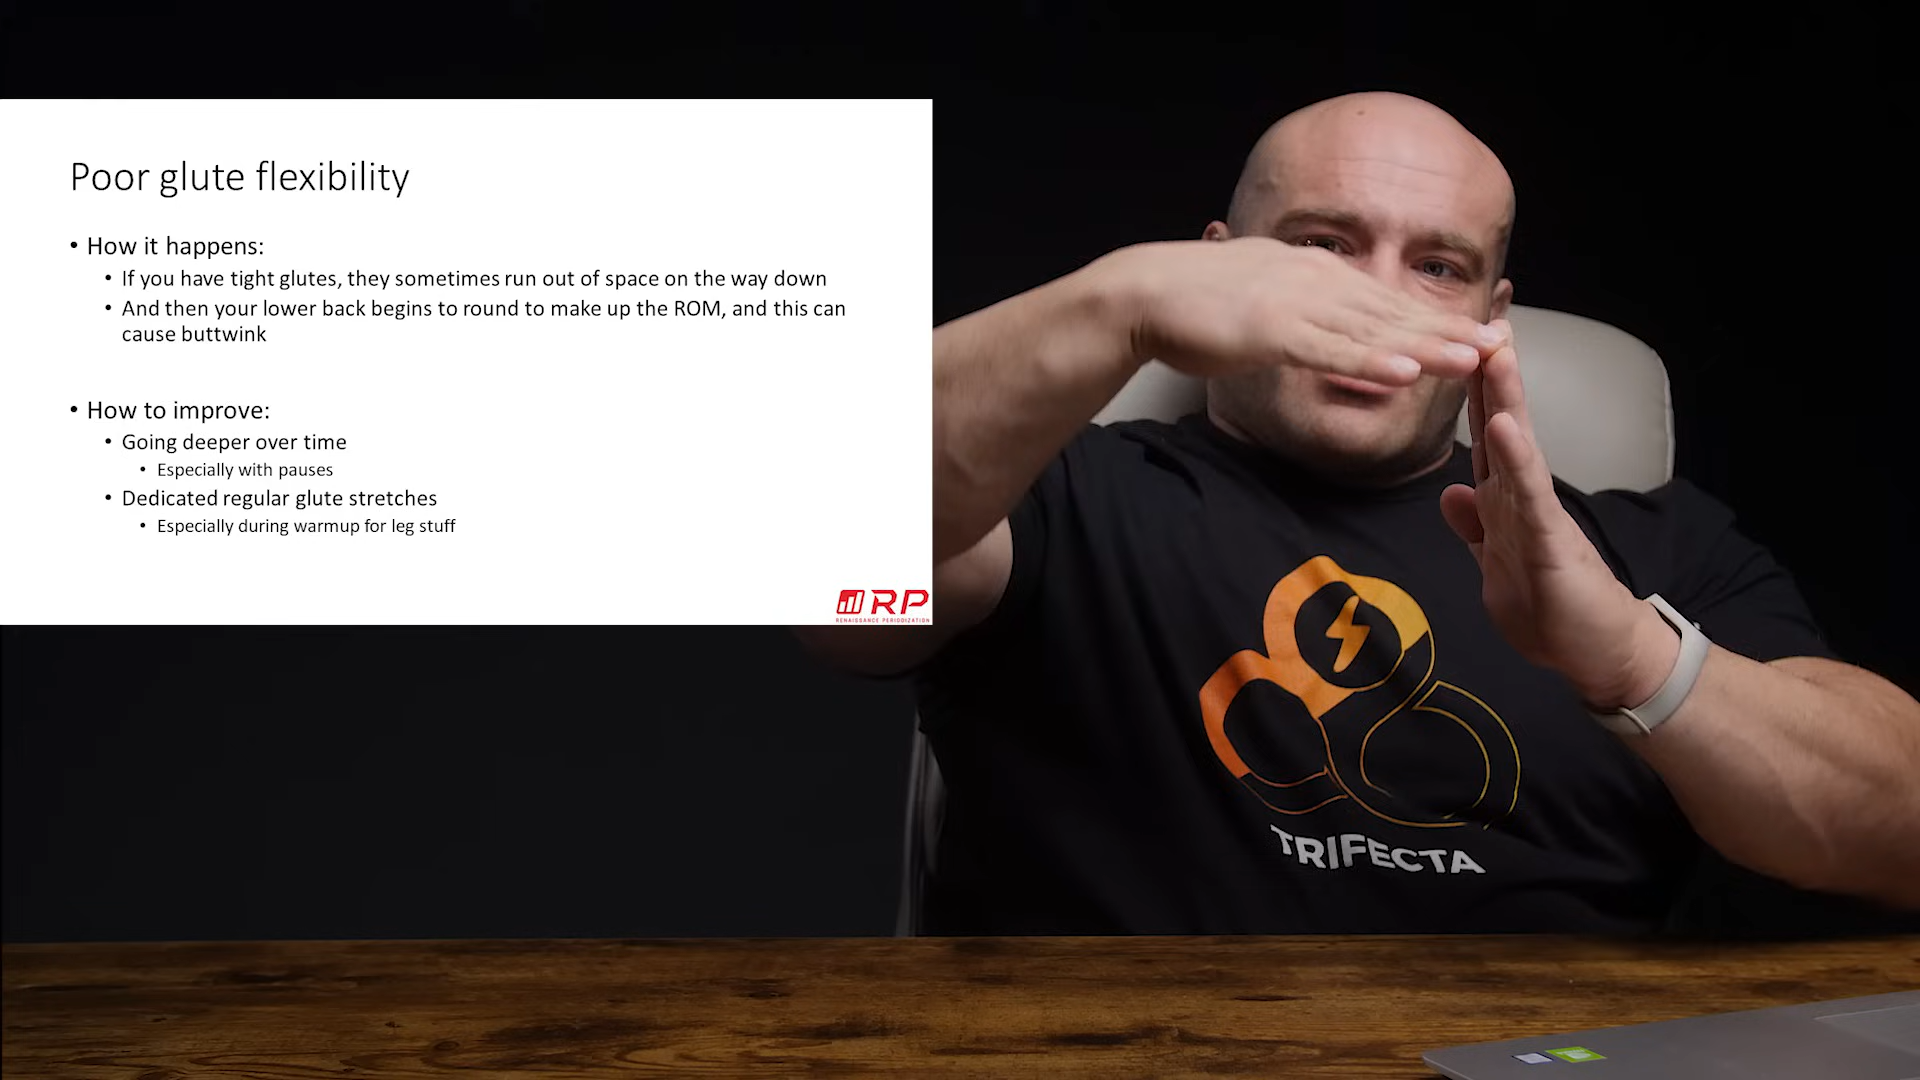 Poor glute flexibility
• How it happens:
• If you have tight glutes, they sometimes run out of space on the way down
• And then your lower back begins to round to make up the ROM, and this can
cause buttwink
• How to improve:
• Going deeper over time
• Especially with pauses
• Dedicated regular glute stretches
• Especially during warmup for leg stuff
RP
RENAISSANCE PERIODIZATION
TRIFECTA